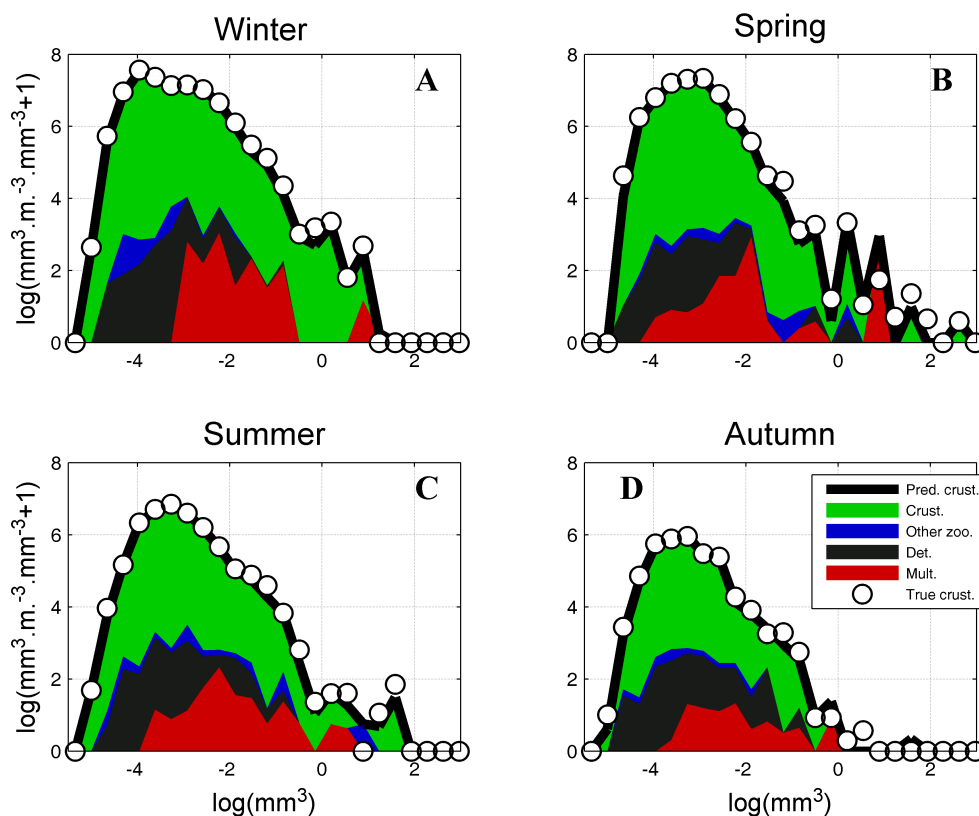 Winter
Spring
A
B
log(mm³.m.⁻³.mm⁻³+1)
8
6
4
2
0
-4
-2
0
2
8
6
4
2
0
-4
-2
0
2
Summer
Autumn
C
D
log(mm³.m.⁻³.mm⁻³+1)
8
6
4
2
0
-4
-2
0
2
log(mm³)
8
6
4
2
0
-4
-2
0
2
log(mm³)
Pred. crust.
Crust.
Other zoo.
Det.
Mult.
True crust.